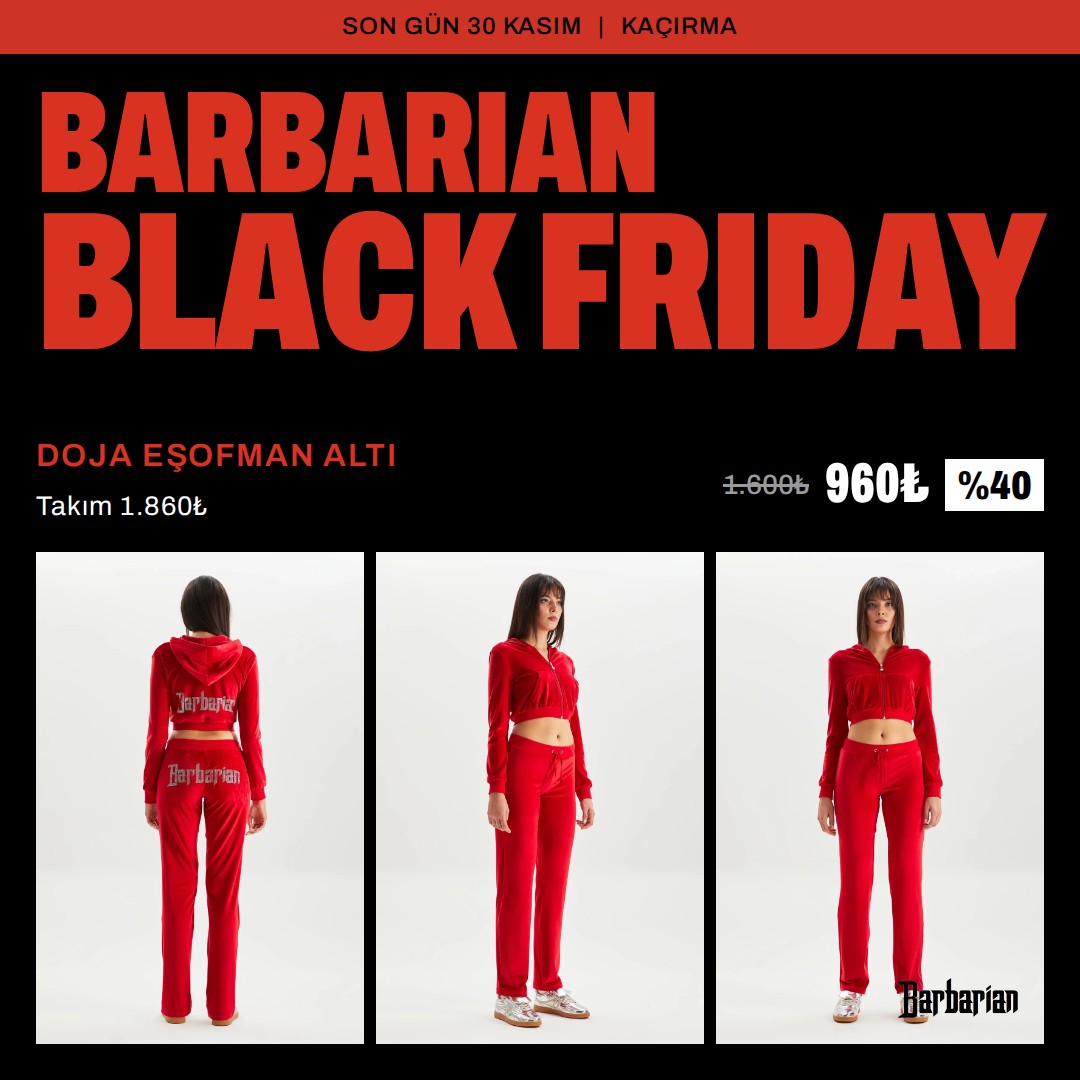 SON GÜN 30 KASIM | KAÇIRMA
BARBARIAN
BLACK FRIDAY
DOJA EŞOFMAN ALTI
Takım 1.860₺
1.600₺ 960₺ %40
Barbarian
Barbarian
Barbarian